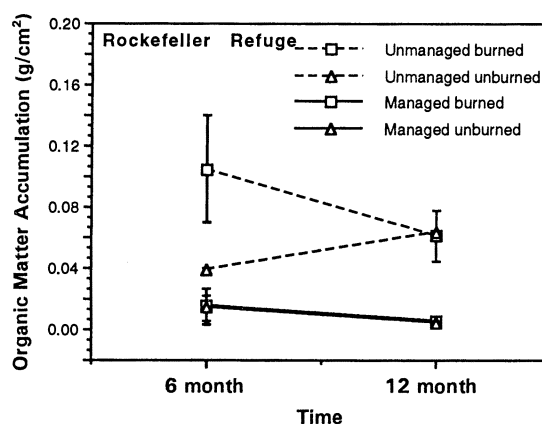 Rockefeller Refuge
Unmanaged burned
Unmanaged unburned
Managed burned
Managed unburned
Organic Matter Accumulation (g/cm²)
0.20
0.16
0.12
0.08
0.04
0.00
6 month
12 month
Time